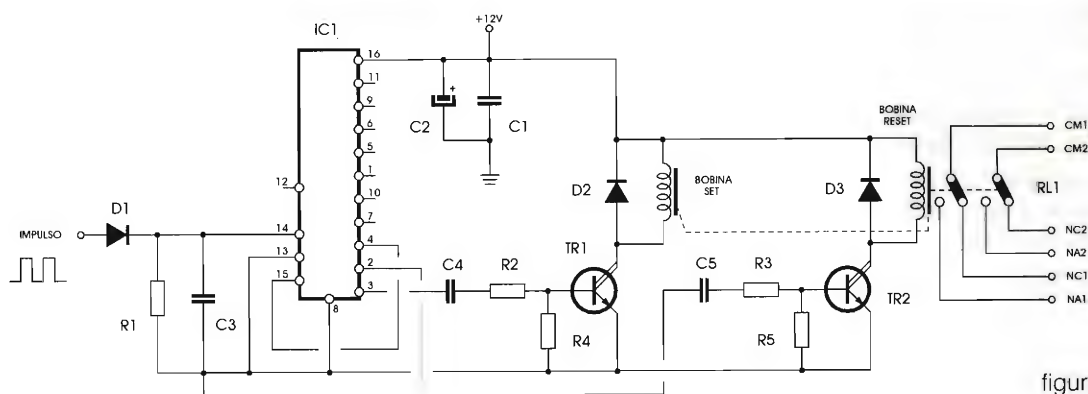 +12V
IC1
16
11
9
6
5
1
10
7
4
2
3
12
14
13
15
8
C2
+
C1
BOBINA
RESET
CM1
CM2
D2
BOBINA
SET
D3
RL1
D1
IMPULSO
NC2
NA2
NC1
NA1
TR1
C4
R2
C5
R3
TR2
R1
C3
R4
R5
figur